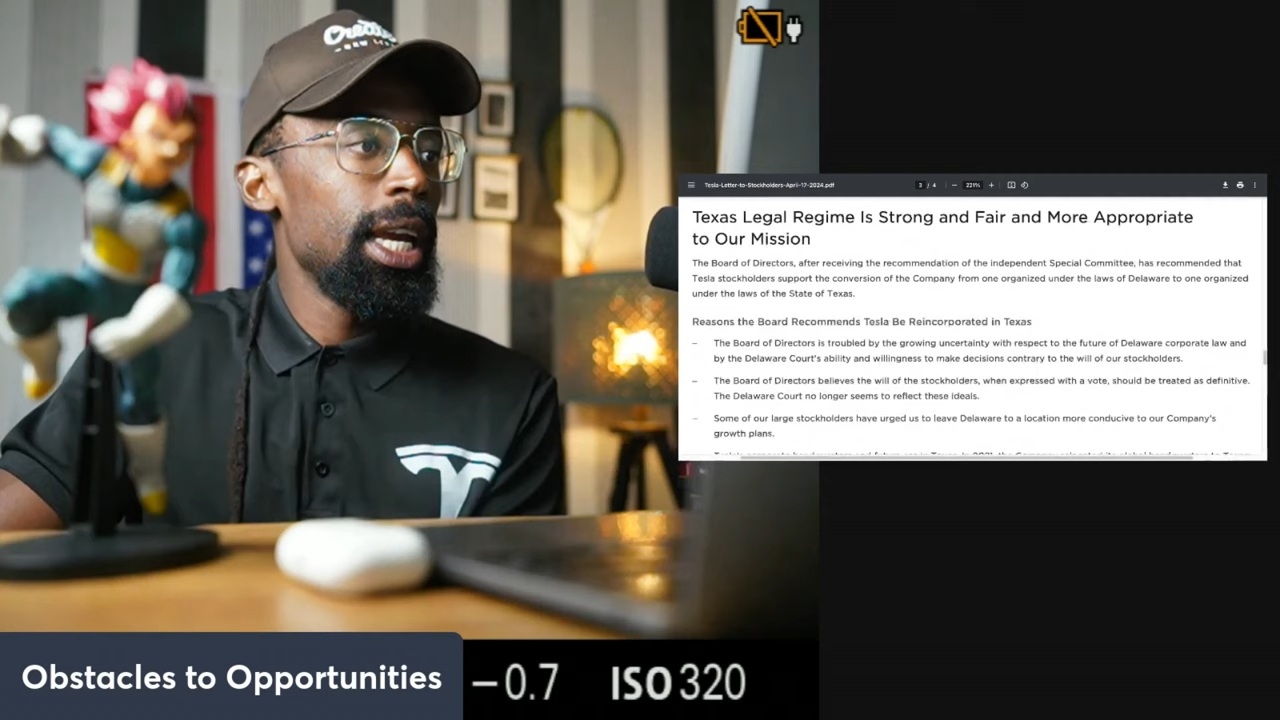 Creative
Tesla-Letter-to-Stockholders-April-17-2024.pdf
3 / 4
221%
Texas Legal Regime Is Strong and Fair and More Appropriate
to Our Mission
The Board of Directors, after receiving the recommendation of the independent Special Committee, has recommended that
Tesla stockholders support the conversion of the Company from one organized under the laws of Delaware to one organized
under the laws of the State of Texas.
Reasons the Board Recommends Tesla Be Reincorporated in Texas
– The Board of Directors is troubled by the growing uncertainty with respect to the future of Delaware corporate law and
by the Delaware Court's ability and willingness to make decisions contrary to the will of our stockholders.
– The Board of Directors believes the will of the stockholders, when expressed with a vote, should be treated as definitive.
The Delaware Court no longer seems to reflect these ideals.
– Some of our large stockholders have urged us to leave Delaware to a location more conducive to our Company's
growth plans.
Obstacles to Opportunities
–0.7 ISO 320